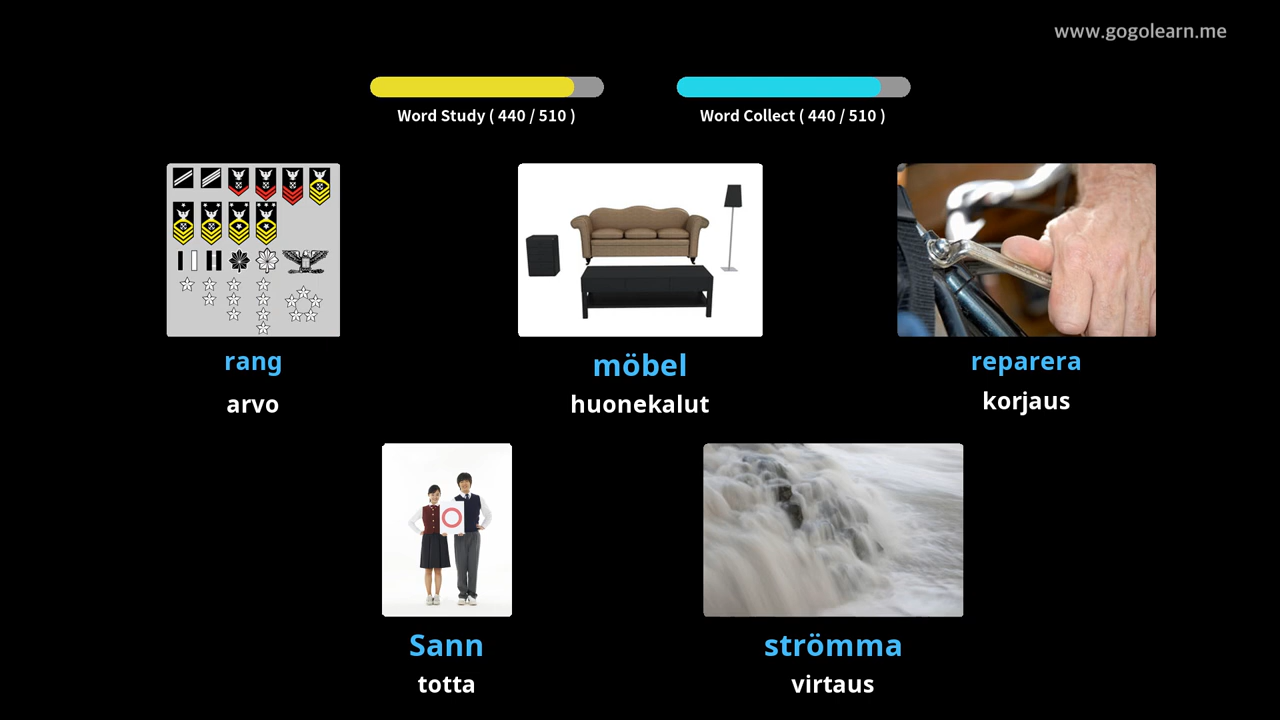 www.gogolearn.me
Word Study ( 440 / 510 )
Word Collect ( 440 / 510 )
rang
arvo
möbel
huonekalut
reparera
korjaus
Sann
totta
strömma
virtaus